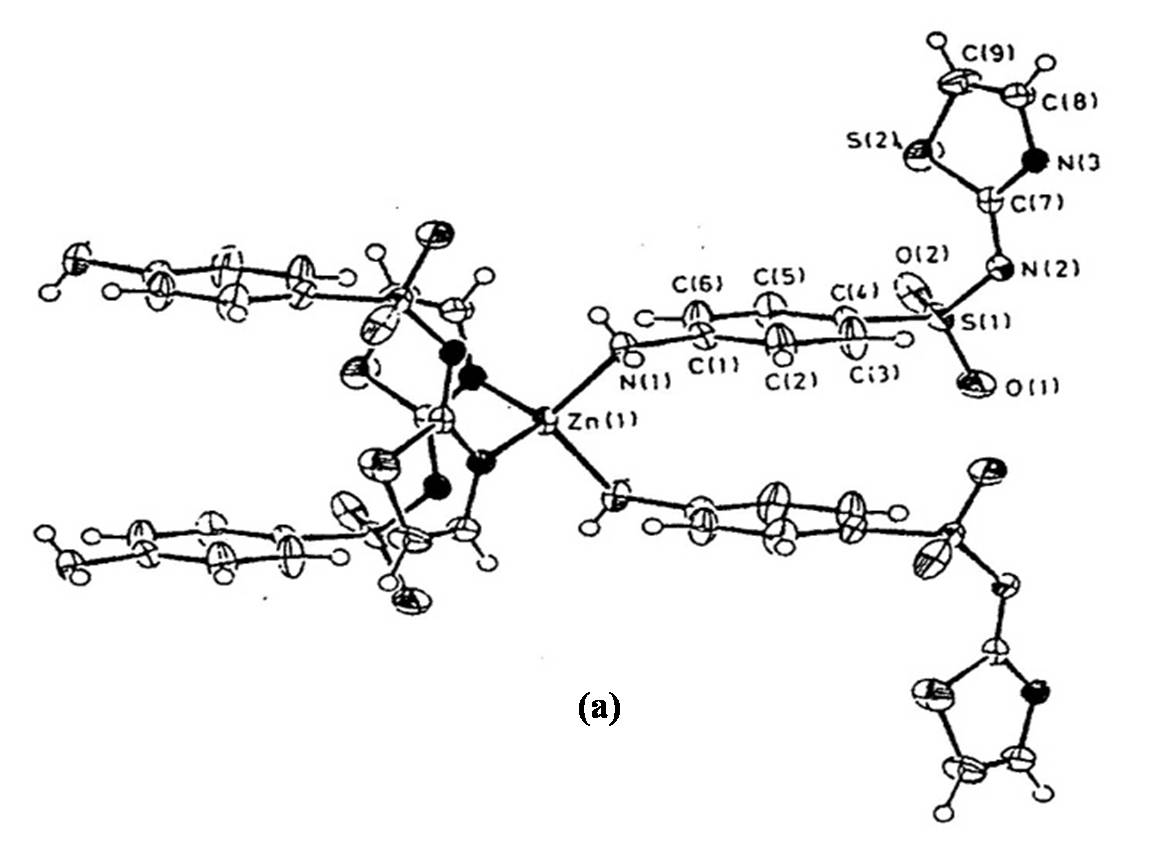 C(9)
C(8)
S(2)
N(3
C(7)
O(2)
N(2)
C(6)
C(5)
C(4)
S(1)
N(1)
C(1)
C(2)
C(3)
O(1)
Zn(1)
(a)